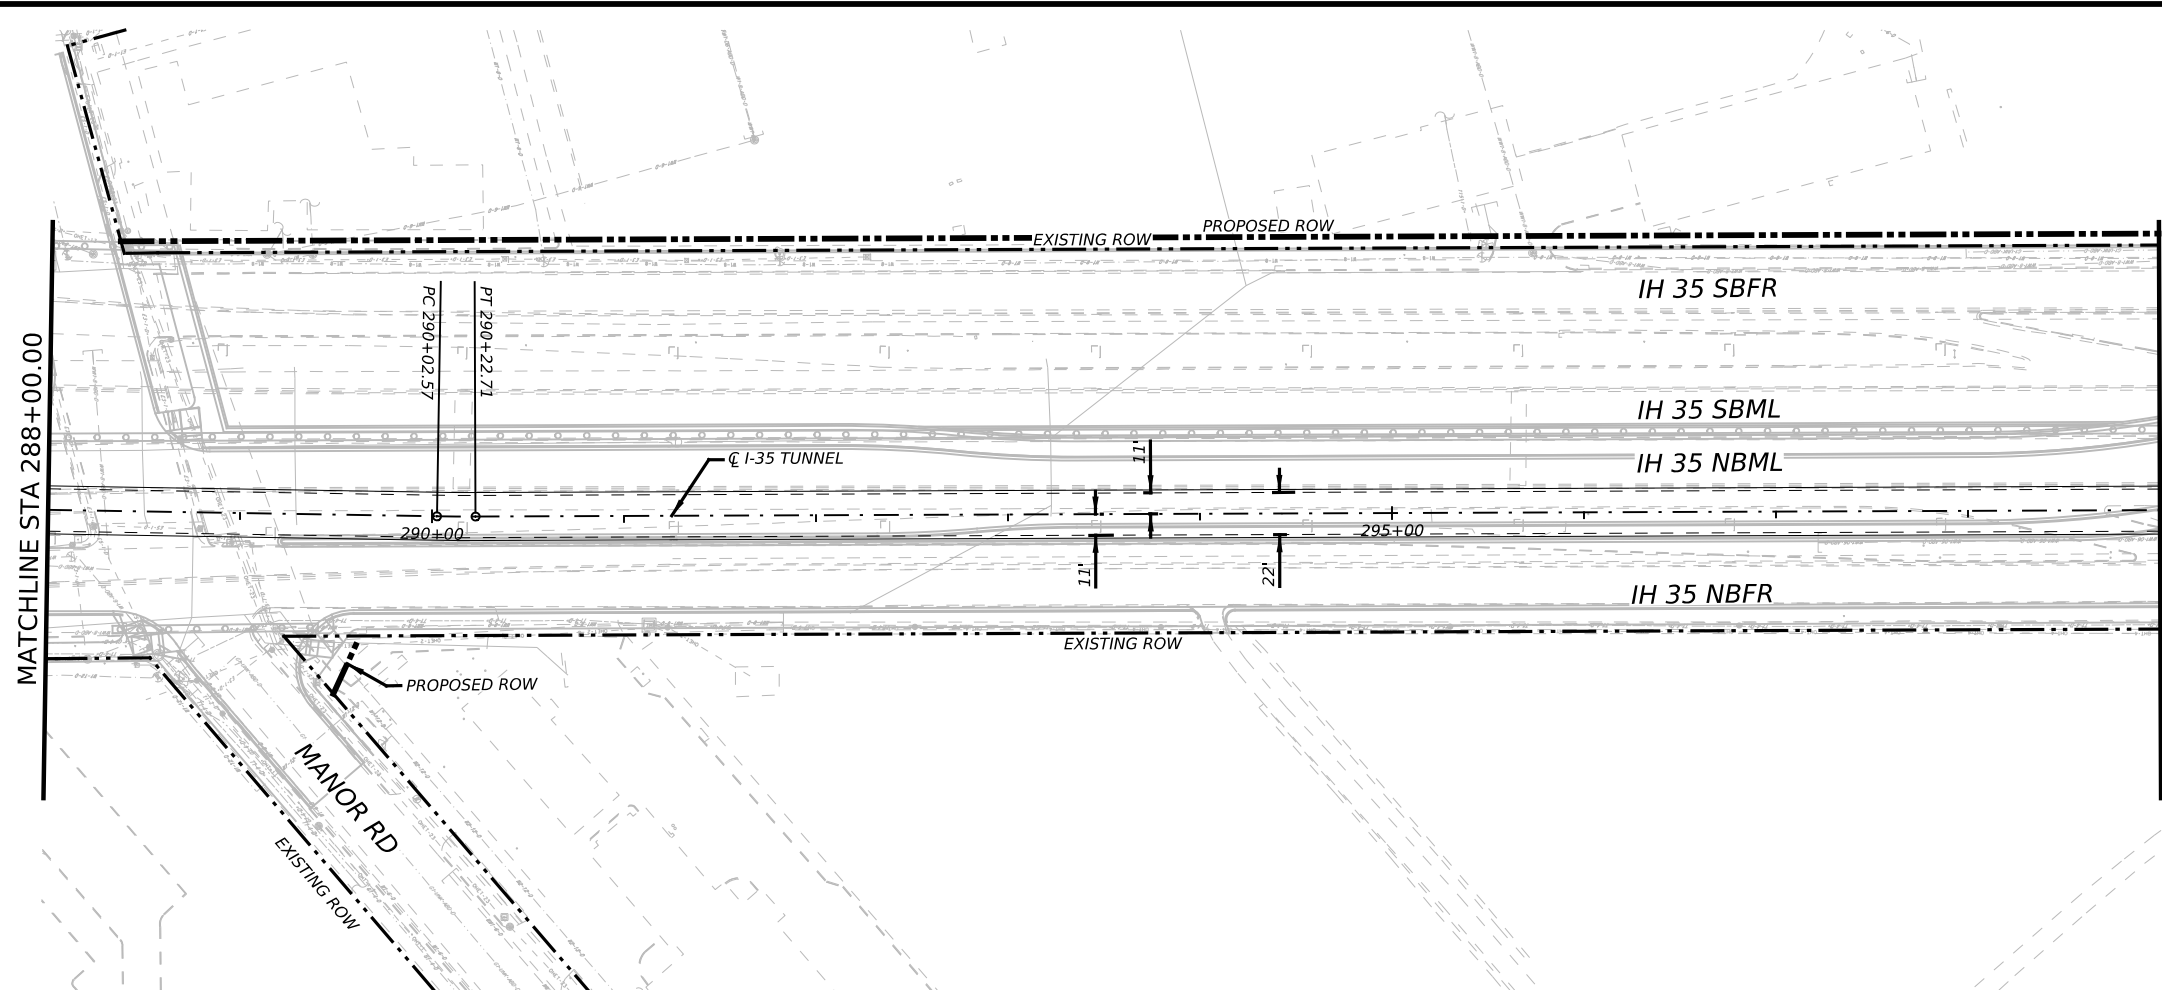 PROPOSED ROW
EXISTING ROW
IH 35 SBFR
PC 290+02.57
PT 290+22.71
MATCHLINE STA 288+00.00
IH 35 SBML
℄ I-35 TUNNEL
11'
IH 35 NBML
290+00
295+00
11'
22'
IH 35 NBFR
EXISTING ROW
PROPOSED ROW
MANOR RD
EXISTING ROW